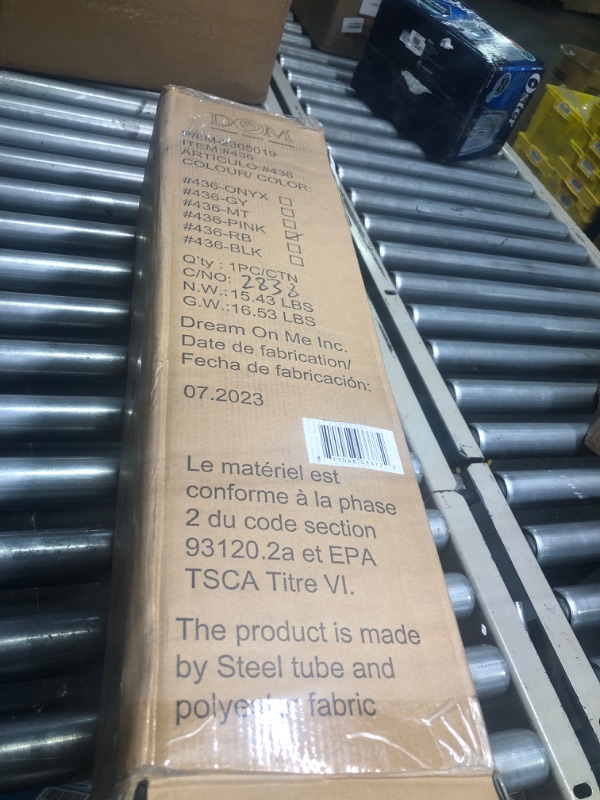 DOM
ITEM:#436
ARTICULO:#436
COLOUR/ COLOR:
#436-ONYX
#436-GY
#436-MT
#436-PINK
#436-RB
#436-BLK
Q'ty : 1PC/CTN
C/NO: 2838
N.W.:15.43 LBS
G.W.:16.53 LBS
Dream On Me Inc.
Date de fabrication/
Fecha de fabricación:
07.2023
Le matériel est
conforme à la phase
2 du code section
93120.2a et EPA
TSCA Titre VI.
The product is made
by Steel tube and
polyester fabric